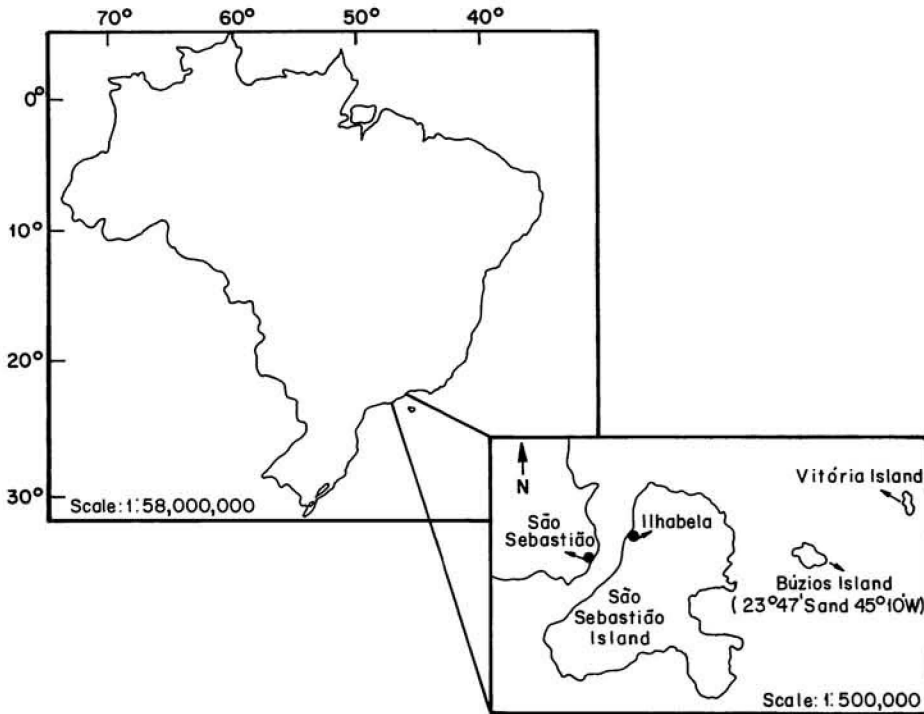 70° 60° 50° 40°
0°
10°
20°
30°
Scale: 1:58,000,000
N
Vitória Island
São
Sebastião
Ilhabela
Búzios Island
(23°47'S and 45°10'W)
São
Sebastião
Island
Scale: 1:500,000